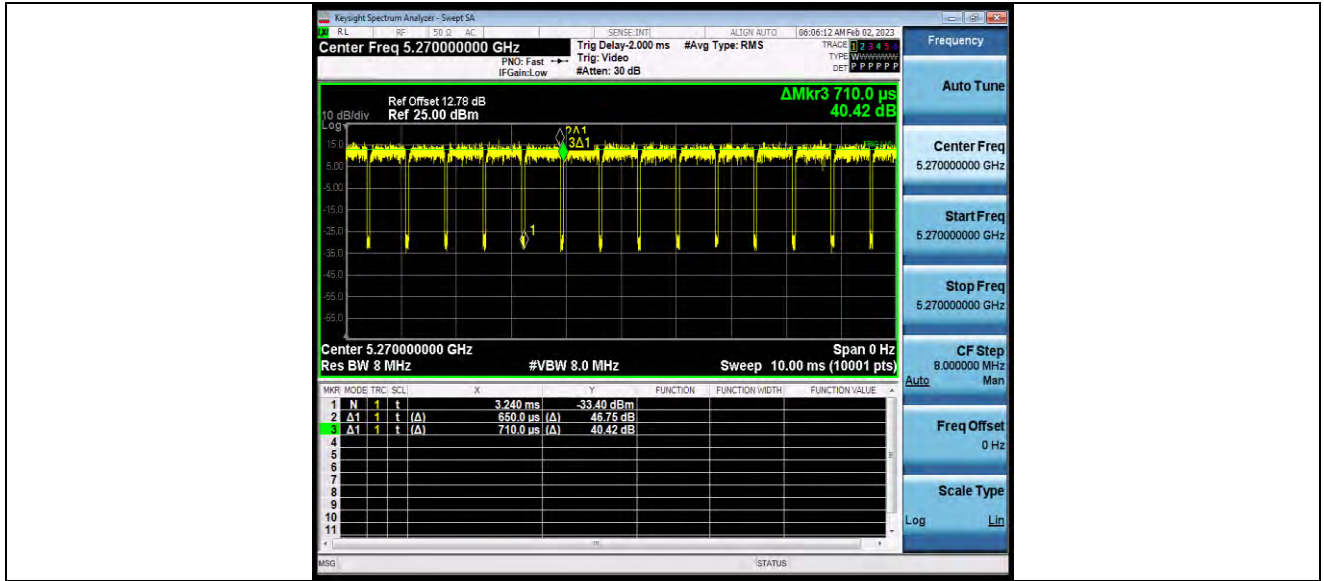 Keysight Spectrum Analyzer - Swept SA
RL RF 50 Ω AC SENSE:INT ALIGN AUTO 06:06:12 AM Feb 02, 2023
Center Freq 5.270000000 GHz Trig Delay-2.000 ms #Avg Type: RMS TRACE 1 2 3 4 5 6
PNO: Fast Trig: Video TYPE WWWWWW
IFGain:Low #Atten: 30 dB DET P P P P P P
ΔMkr3 710.0 µs
40.42 dB
Ref Offset 12.78 dB
10 dB/div Ref 25.00 dBm
Log
15.0
5.00
-5.00
-15.0
-25.0
-35.0
-45.0
-55.0
-65.0
2Δ1
3Δ1
1
Center 5.270000000 GHz Span 0 Hz
Res BW 8 MHz #VBW 8.0 MHz Sweep 10.00 ms (10001 pts)
MKR MODE TRC SCL X Y FUNCTION FUNCTION WIDTH FUNCTION VALUE
1 N 1 t 3.240 ms -33.40 dBm
2 Δ1 1 t (Δ) 650.0 µs (Δ) 46.75 dB
3 Δ1 1 t (Δ) 710.0 µs (Δ) 40.42 dB
4
5
6
7
8
9
10
11
MSG STATUS
Frequency
Auto Tune
Center Freq
5.270000000 GHz
Start Freq
5.270000000 GHz
Stop Freq
5.270000000 GHz
CF Step
8.000000 MHz
Auto Man
Freq Offset
0 Hz
Scale Type
Log Lin